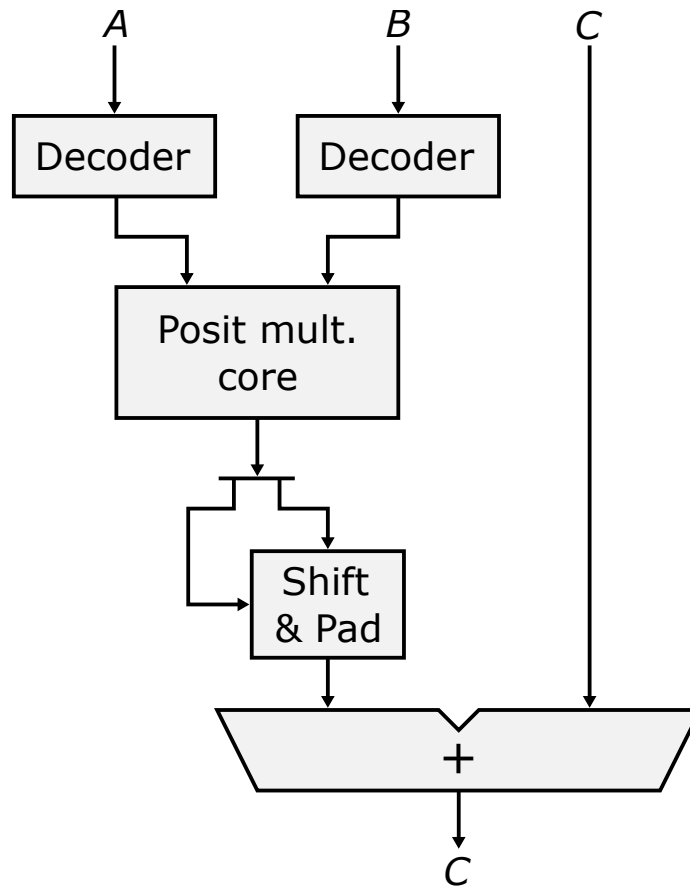 A
B
C
Decoder
Decoder
Posit mult.
core
Shift
& Pad
+
C